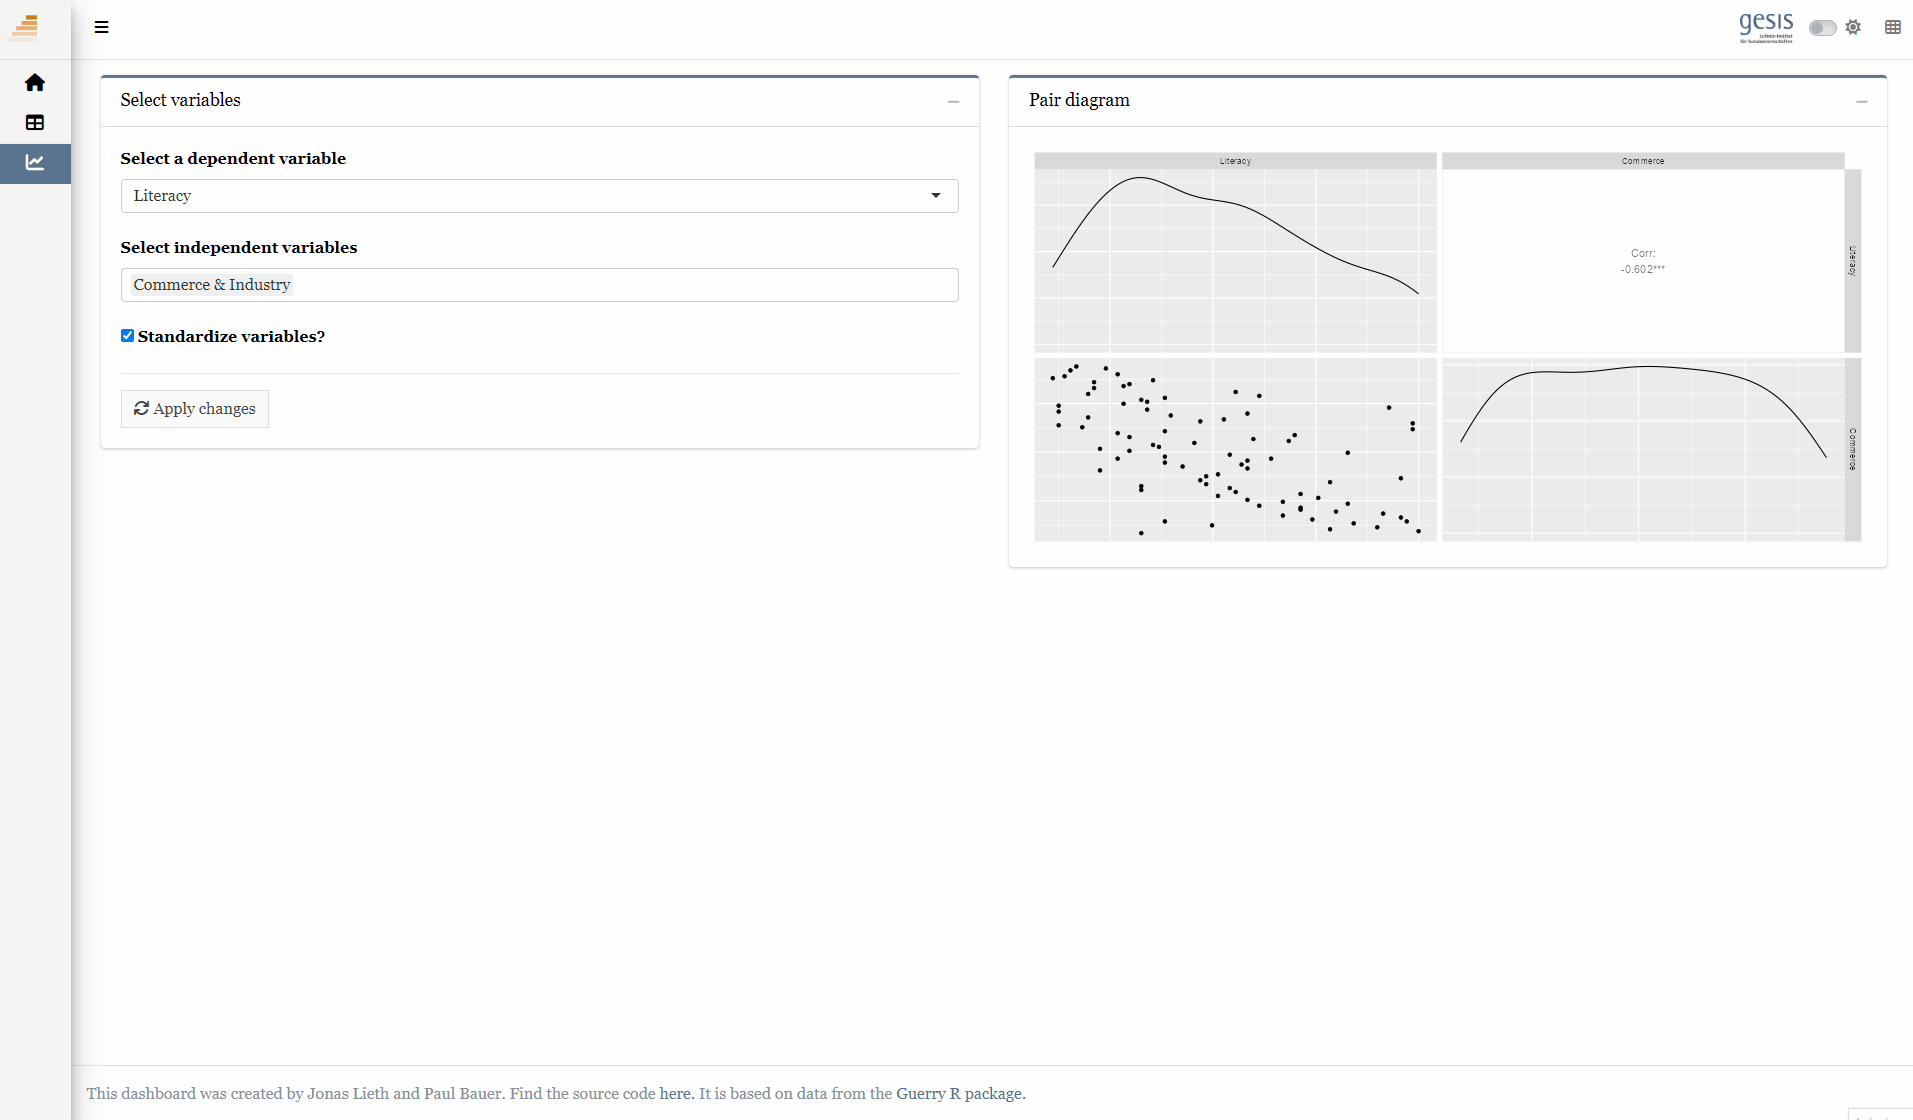 gesis
Leibniz-Institut
für Sozialwissenschaften
Select variables
Select a dependent variable
Literacy
Select independent variables
Commerce & Industry
Standardize variables?
Apply changes
Pair diagram
Literacy
Commerce
Corr:
-0.602***
Literacy
Commerce
This dashboard was created by Jonas Lieth and Paul Bauer. Find the source code here. It is based on data from the Guerry R package.